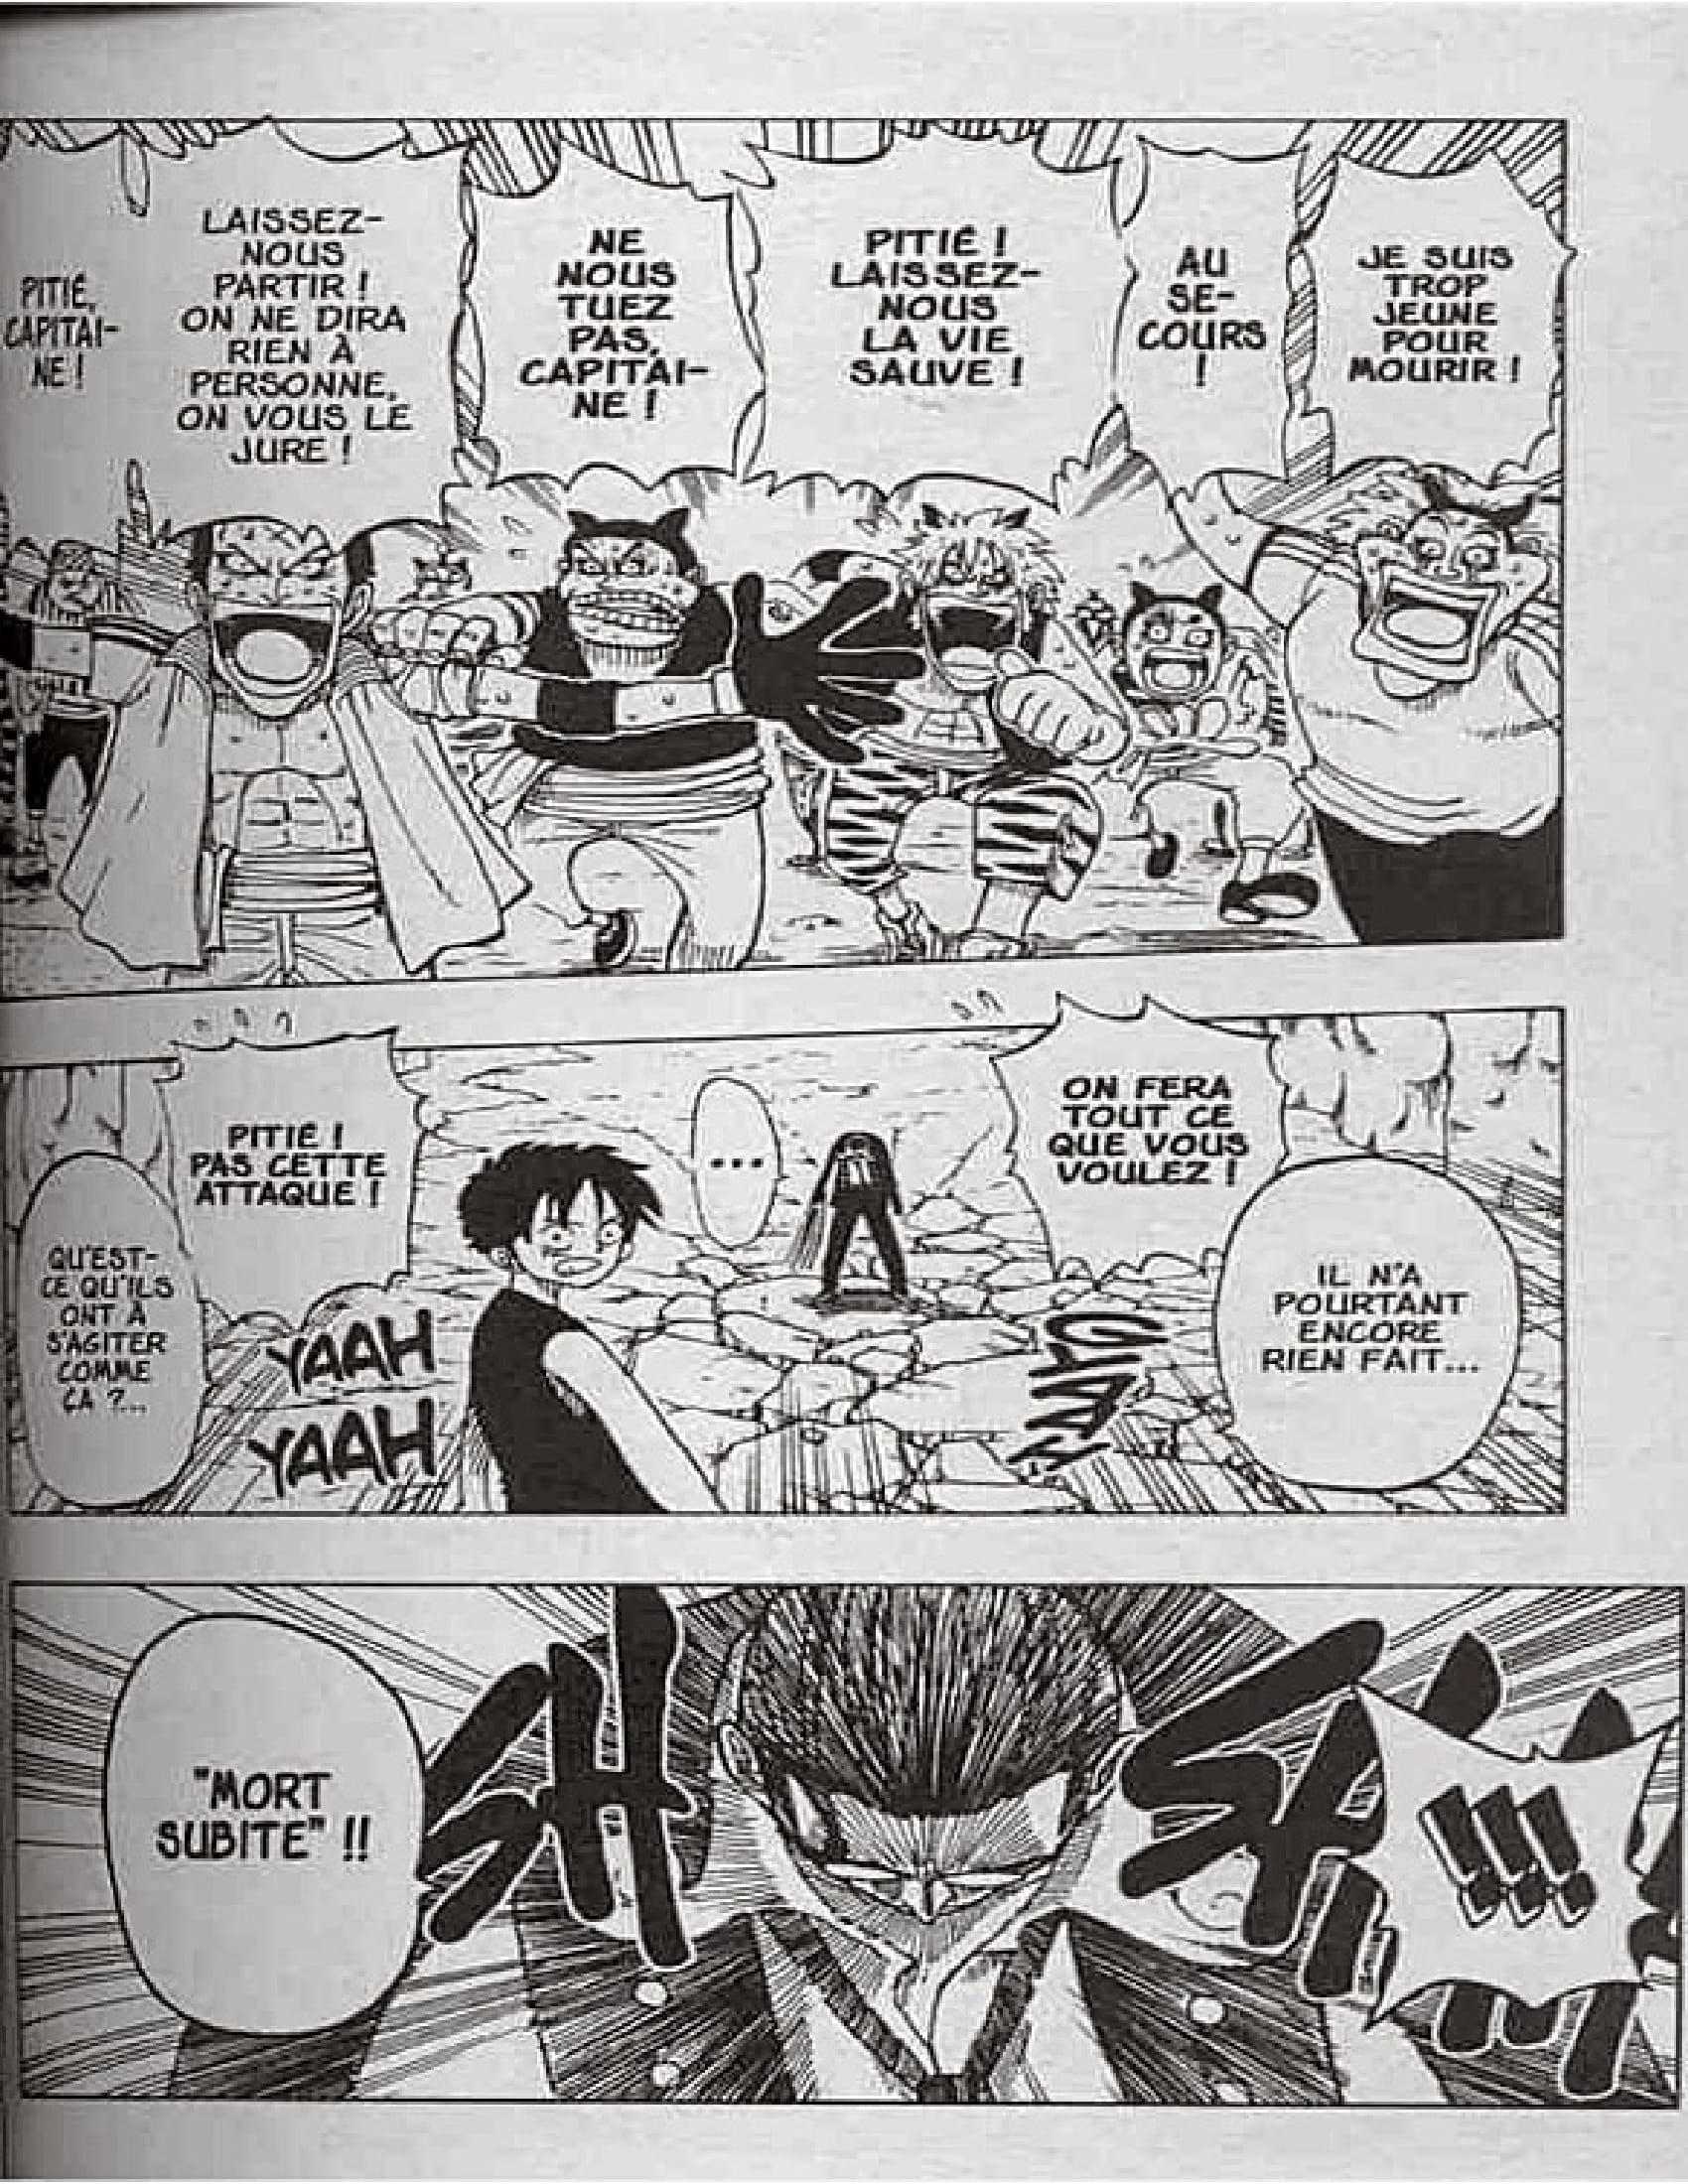 JE SUIS
TROP
JEUNE
POUR
MOURIR !
AU
SE-
COURS
!
PITIÉ !
LAISSEZ-
NOUS
LA VIE
SAUVE !
NE
NOUS
TUEZ
PAS,
CAPITAI-
NE !
LAISSEZ-
NOUS
PARTIR !
ON NE DIRA
RIEN À
PERSONNE,
ON VOUS LE
JURE !
PITIÉ,
CAPITAI-
NE !
ON FERA
TOUT CE
QUE VOUS
VOULEZ !
IL N'A
POURTANT
ENCORE
RIEN FAIT...
...
PITIÉ !
PAS CETTE
ATTAQUE !
QU'EST-
CE QU'ILS
ONT À
S'AGITER
COMME
ÇA ?...
YAAH
YAAH
!!!
"MORT
SUBITE" !!